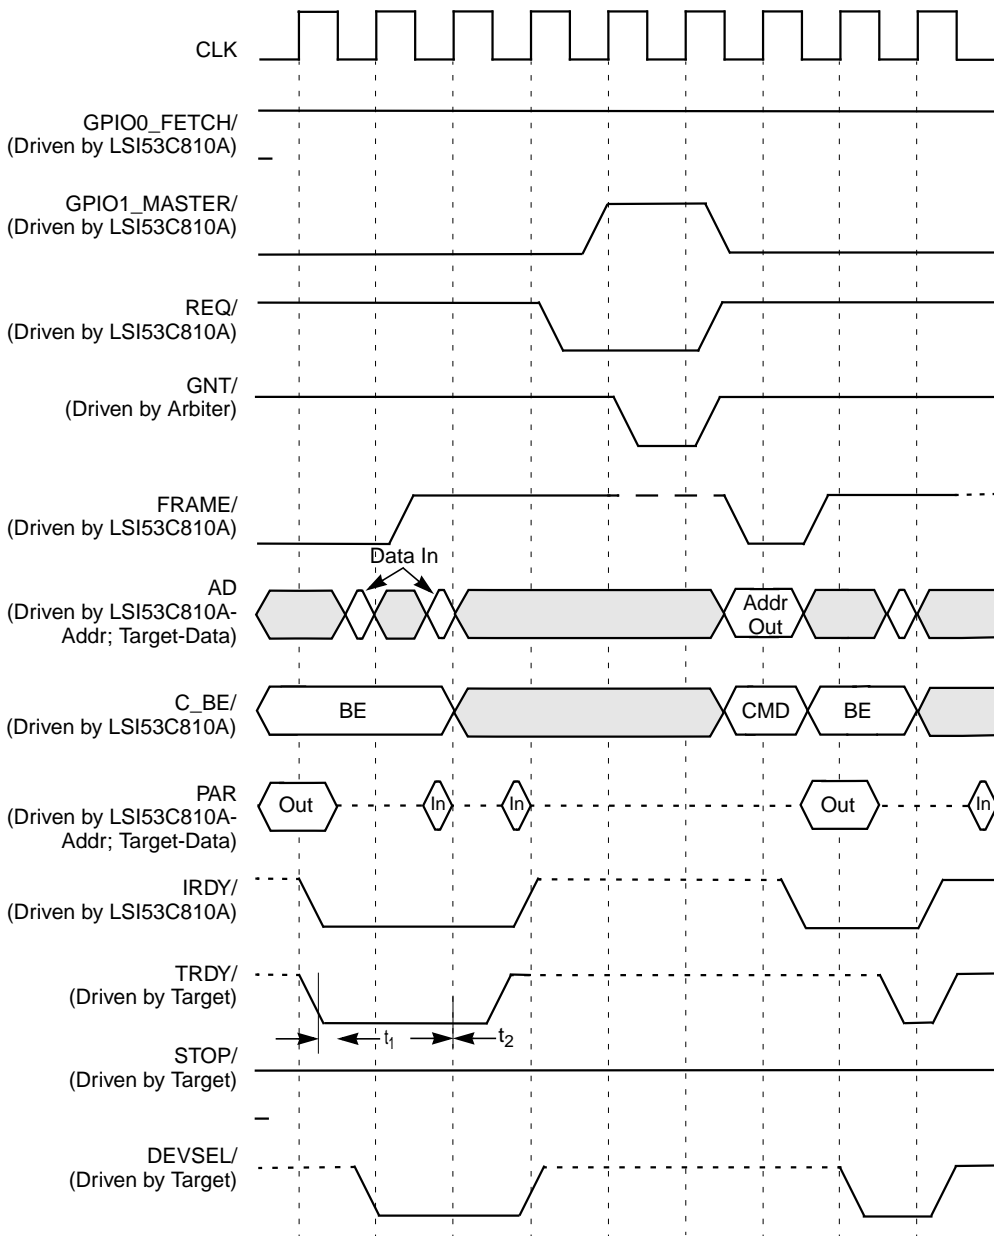 CLK
GPIO0_FETCH/
(Driven by LSI53C810A)
GPIO1_MASTER/
(Driven by LSI53C810A)
REQ/
(Driven by LSI53C810A)
GNT/
(Driven by Arbiter)
FRAME/
(Driven by LSI53C810A)
Data In
AD
(Driven by LSI53C810A-
Addr; Target-Data)
Addr
Out
C_BE/
(Driven by LSI53C810A)
BE
CMD
BE
PAR
(Driven by LSI53C810A-
Addr; Target-Data)
Out
In
In
Out
In
IRDY/
(Driven by LSI53C810A)
TRDY/
(Driven by Target)
t1
t2
STOP/
(Driven by Target)
DEVSEL/
(Driven by Target)